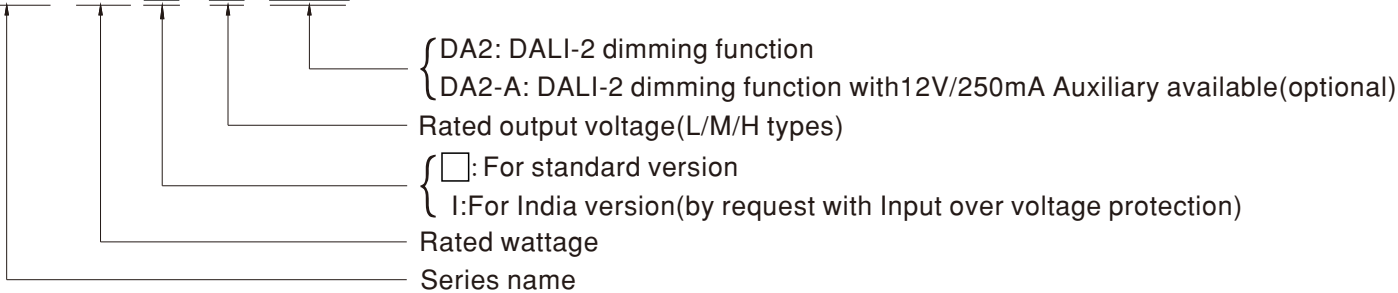 DA2: DALI-2 dimming function
DA2-A: DALI-2 dimming function with12V/250mA Auxiliary available(optional)
Rated output voltage(L/M/H types)
□: For standard version
I:For India version(by request with Input over voltage protection)
Rated wattage
Series name